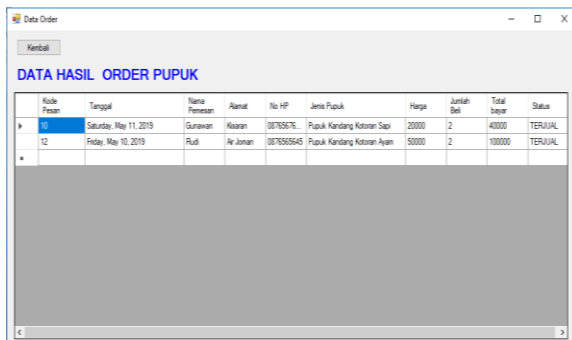 Data Order
Kembali
DATA HASIL ORDER PUPUK
Kode Pesan Tanggal Nama Pemesan Alamat No HP Jenis Pupuk Harga Jumlah Beli Total bayar Status
10 Saturday, May 11, 2019 Gunawan Kisaran 08765676... Pupuk Kandang Kotoran Sapi 20000 2 40000 TERJUAL
12 Friday, May 10, 2019 Rudi Air Joman 0876565645 Pupuk Kandang Kotoran Ayam 50000 2 100000 TERJUAL